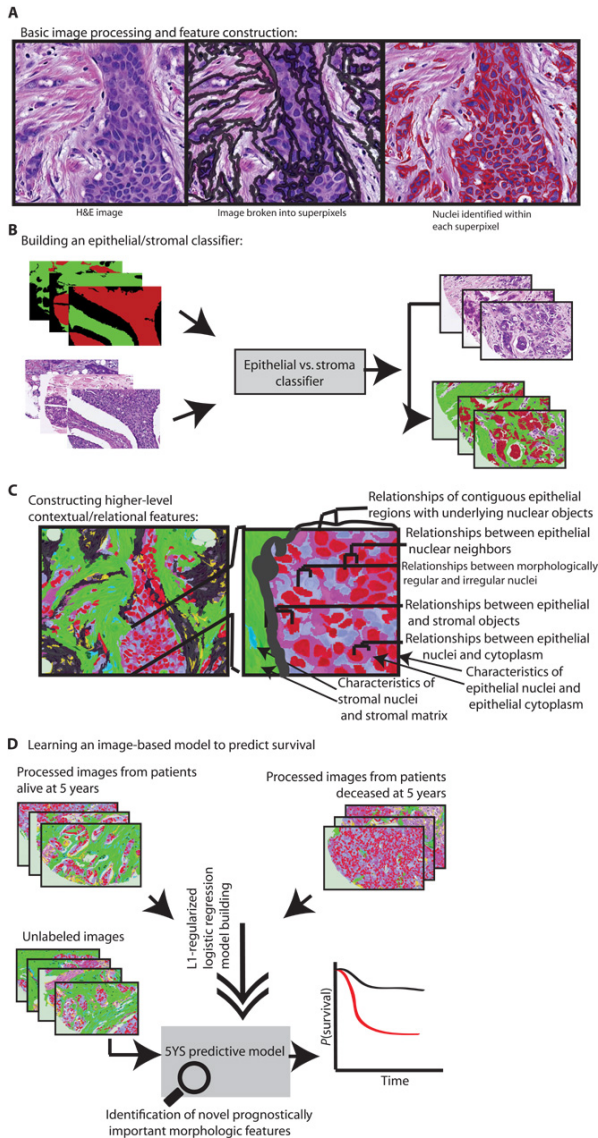 A
Basic image processing and feature construction:
H&E image
Image broken into superpixels
Nuclei identified within
each superpixel
B
Building an epithelial/stromal classifier:
Epithelial vs. stroma
classifier
C
Constructing higher-level
contextual/relational features:
Relationships of contiguous epithelial
regions with underlying nuclear objects
Relationships between epithelial
nuclear neighbors
Relationships between morphologically
regular and irregular nuclei
Relationships between epithelial
and stromal objects
Relationships between epithelial
nuclei and cytoplasm
Characteristics of
epithelial nuclei and
epithelial cytoplasm
Characteristics of
stromal nuclei
and stromal matrix
D
Learning an image-based model to predict survival
Processed images from patients
alive at 5 years
Processed images from patients
deceased at 5 years
L1-regularized
logistic regression
model building
Unlabeled images
5YS predictive model
P(survival)
Time
Identification of novel prognostically
important morphologic features